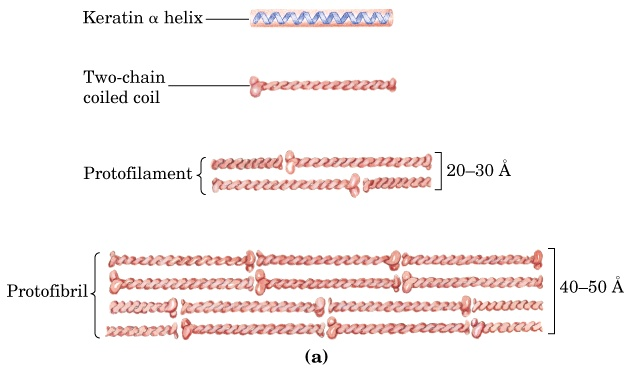 Keratin α helix
Two-chain
coiled coil
Protofilament
20–30 Å
Protofibril
40–50 Å
(a)